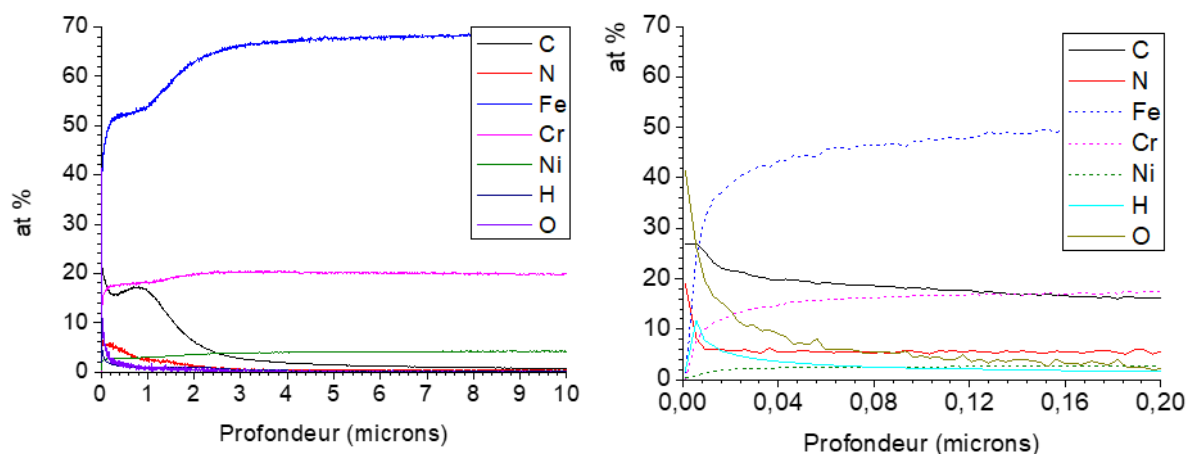 at %
70
60
50
40
30
20
10
0
C
N
Fe
Cr
Ni
H
O
0 1 2 3 4 5 6 7 8 9 10
Profondeur (microns)
at %
70
60
50
40
30
20
10
0
C
N
Fe
Cr
Ni
H
O
0,00 0,04 0,08 0,12 0,16 0,20
Profondeur (microns)